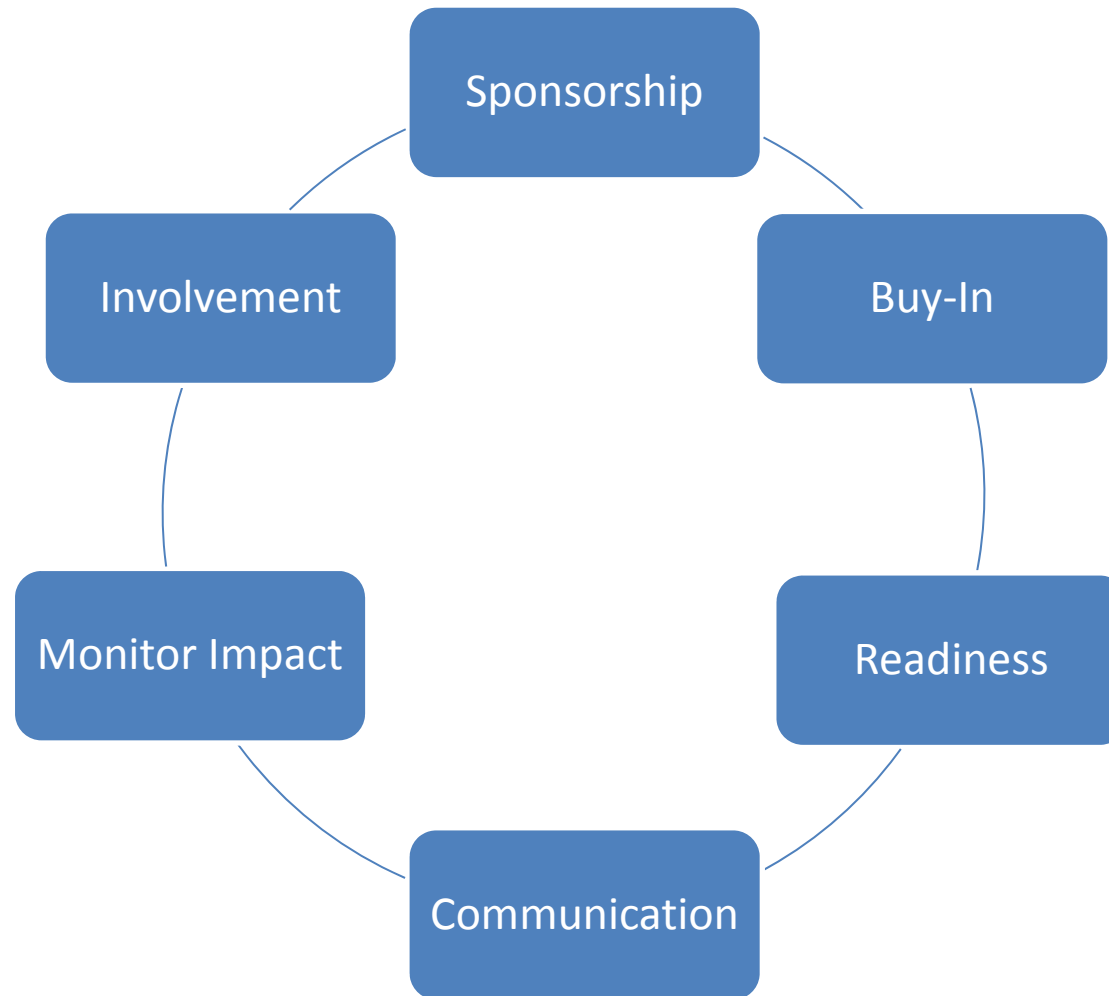 Sponsorship
Involvement
Buy-In
Monitor Impact
Readiness
Communication